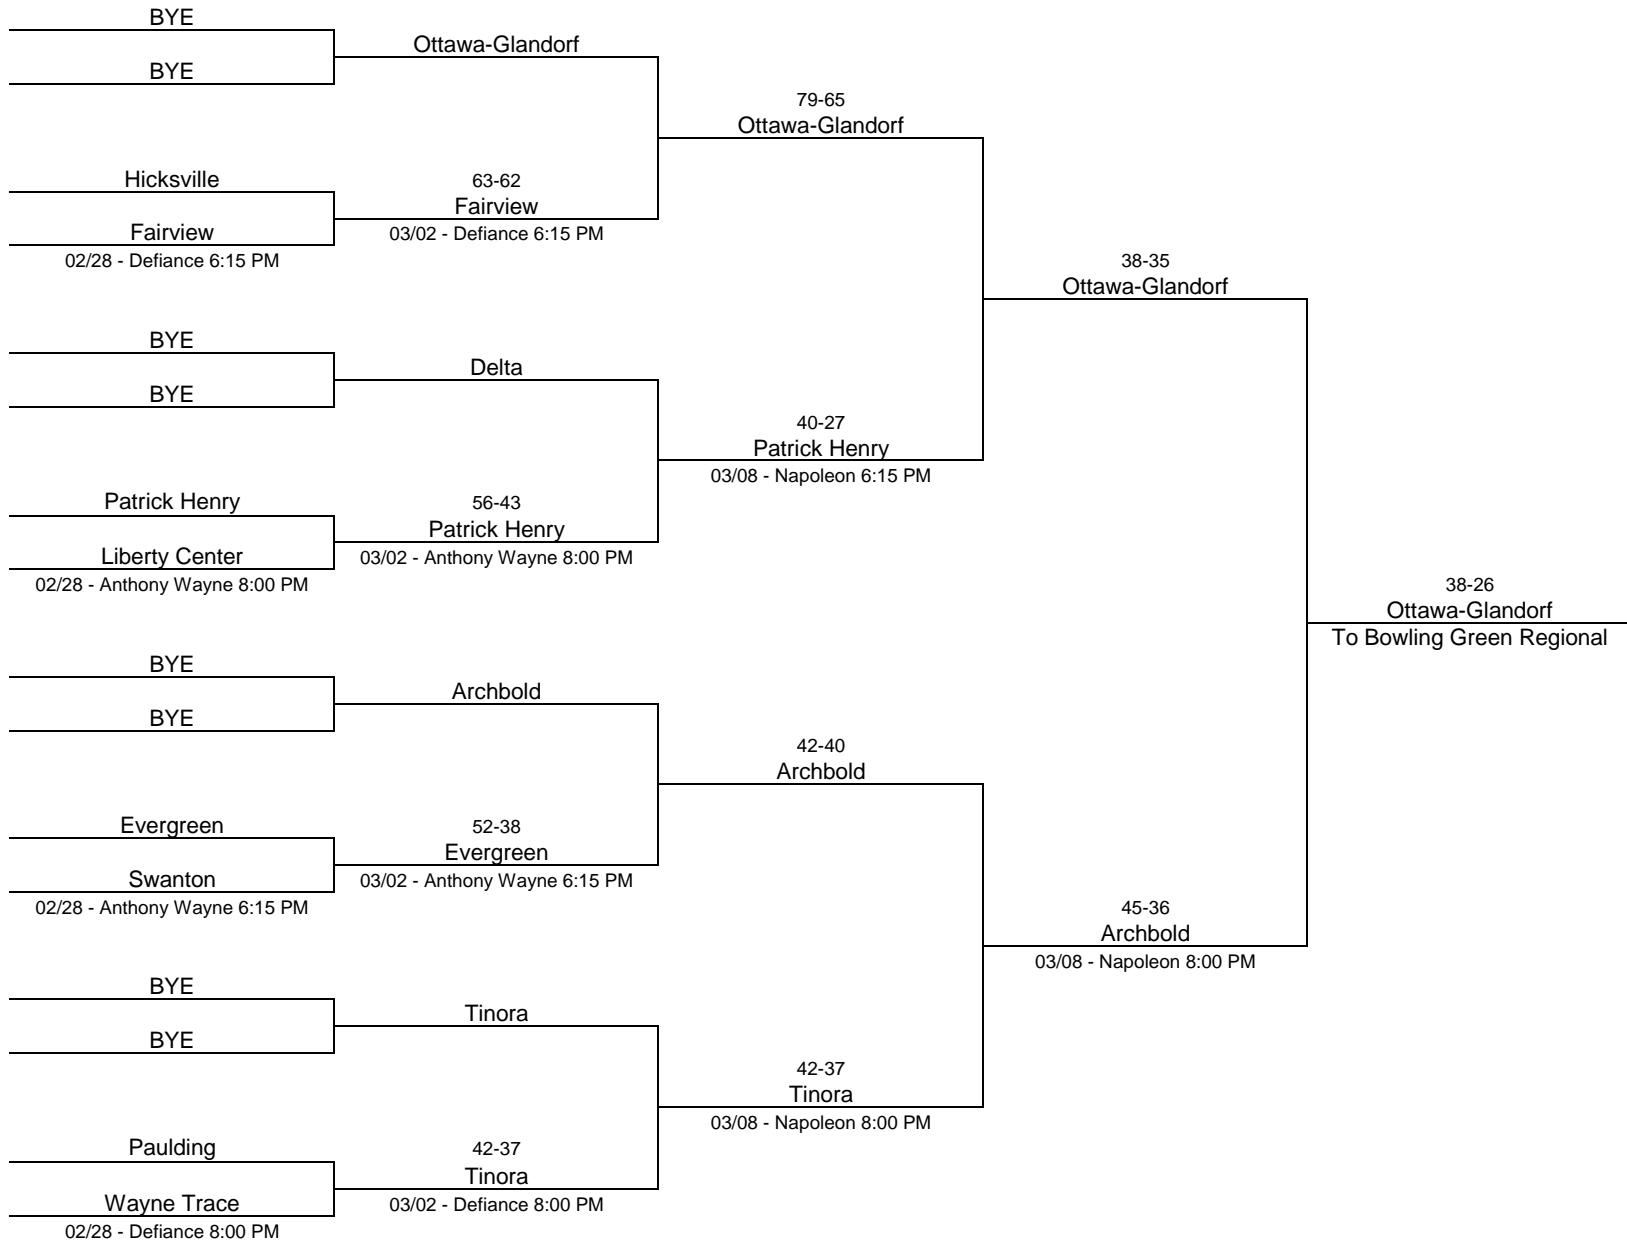 BYE
BYE
Ottawa-Glandorf
Hicksville
Fairview
02/28 - Defiance 6:15 PM
63-62
Fairview
03/02 - Defiance 6:15 PM
79-65
Ottawa-Glandorf
BYE
BYE
Delta
Patrick Henry
Liberty Center
02/28 - Anthony Wayne 8:00 PM
56-43
Patrick Henry
03/02 - Anthony Wayne 8:00 PM
40-27
Patrick Henry
03/08 - Napoleon 6:15 PM
38-35
Ottawa-Glandorf
BYE
BYE
Archbold
Evergreen
Swanton
02/28 - Anthony Wayne 6:15 PM
52-38
Evergreen
03/02 - Anthony Wayne 6:15 PM
42-40
Archbold
BYE
BYE
Tinora
Paulding
Wayne Trace
02/28 - Defiance 8:00 PM
42-37
Tinora
03/02 - Defiance 8:00 PM
42-37
Tinora
03/08 - Napoleon 8:00 PM
45-36
Archbold
03/08 - Napoleon 8:00 PM
38-26
Ottawa-Glandorf
To Bowling Green Regional